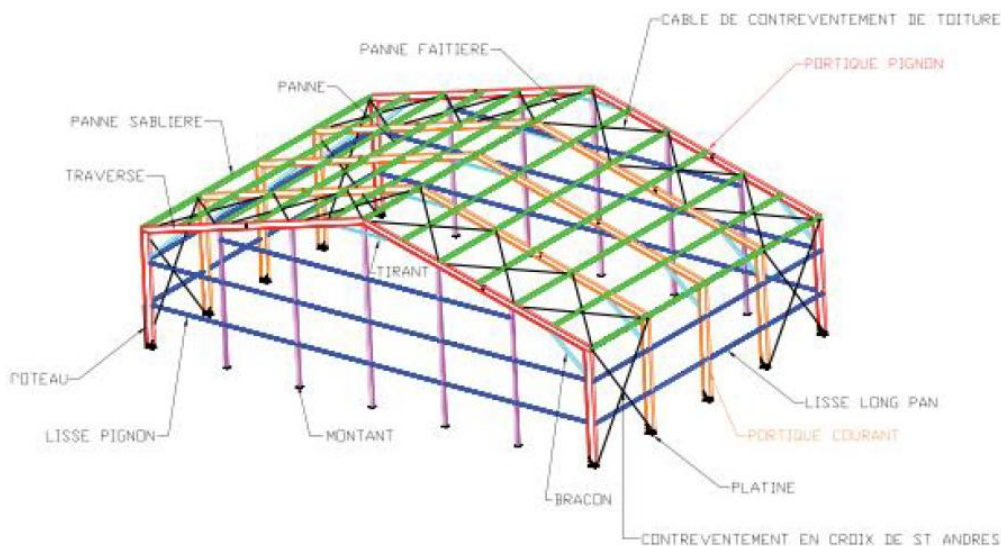 CABLE DE CONTREVENTEMENT DE TOITURE
PANNE FAITIERE
PORTIQUE PIGNON
PANNE
PANNE SABLIERE
TRAVERSE
TIRANT
POTEAU
LISSE LONG PAN
LISSE PIGNON
MONTANT
PORTIQUE COURANT
PLATINE
BRACON
CONTREVENTEMENT EN CROIX DE ST ANDRES